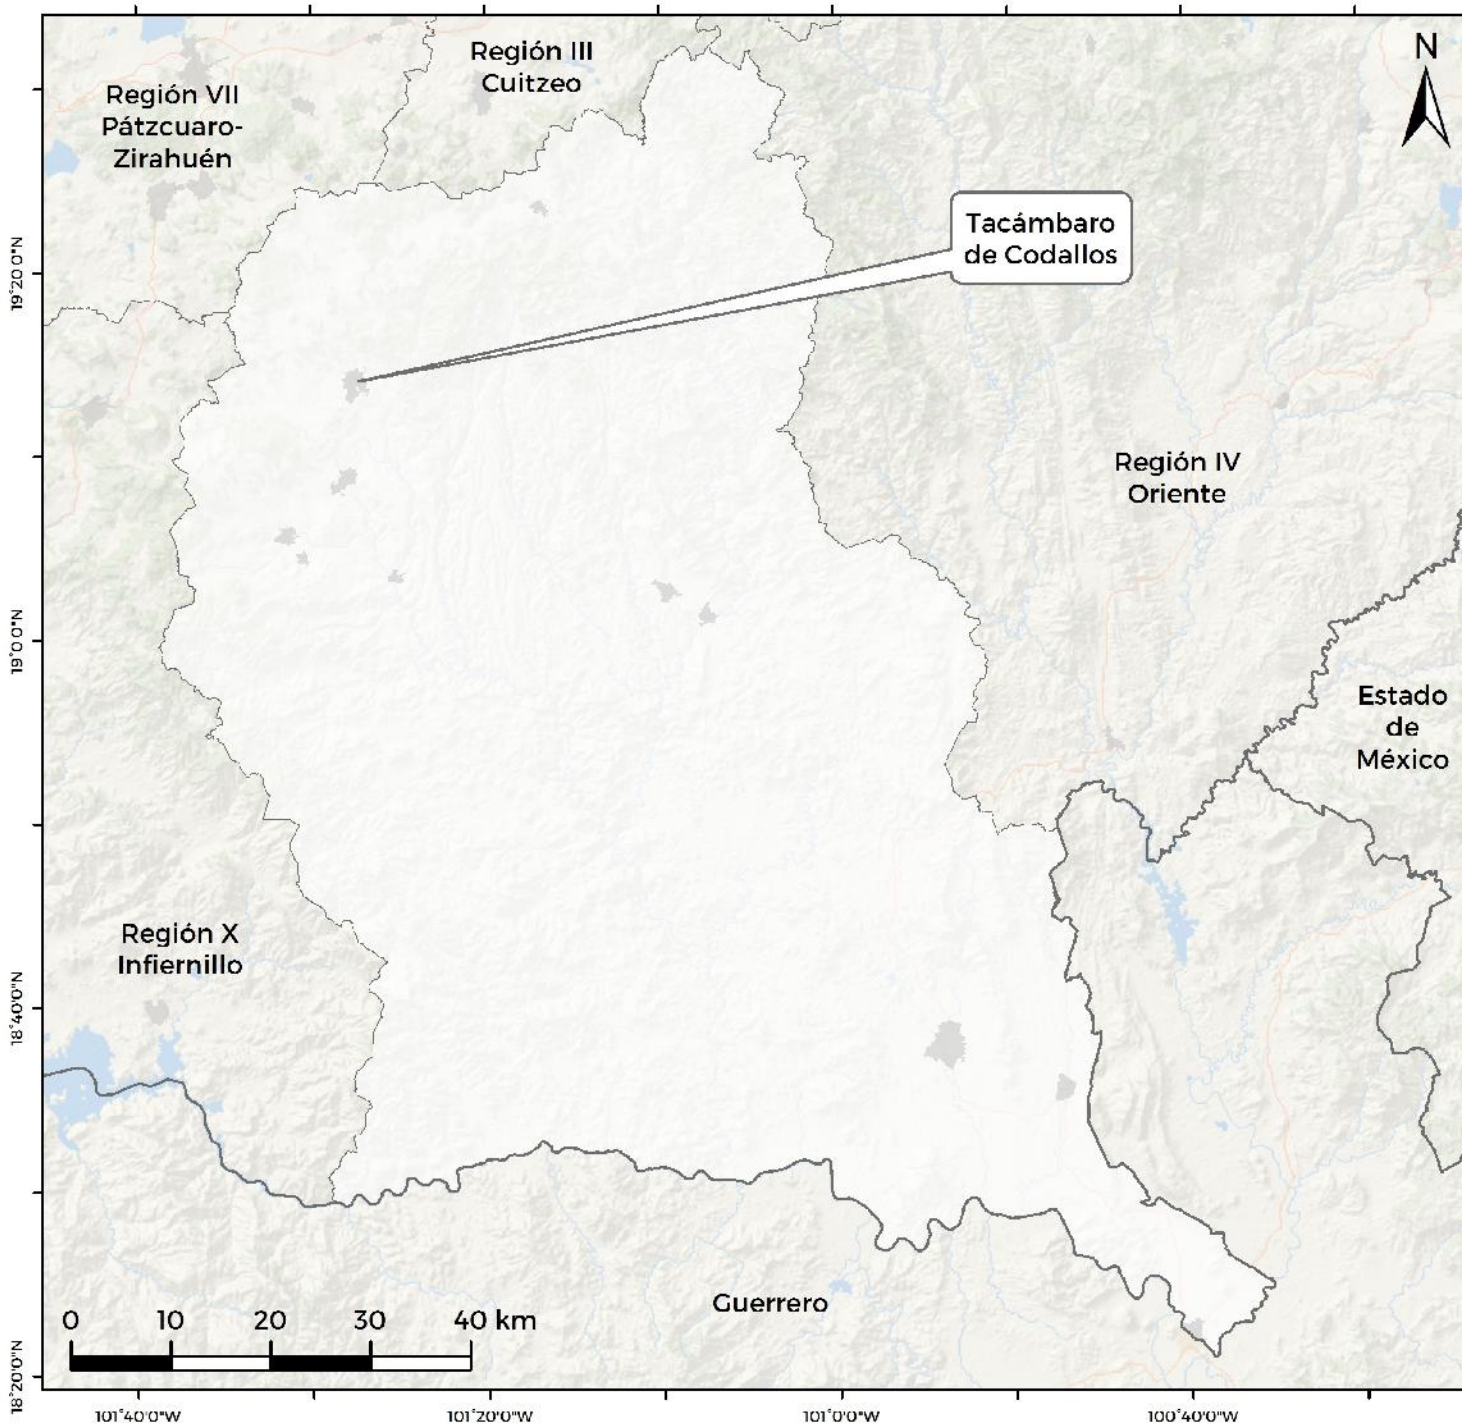 Región III
Cuitzeo
N
Región VII
Pátzcuaro-
Zirahuén
Tacámbaro
de Codallos
19°20'0"N
Región IV
Oriente
19°0'0"N
Estado
de
México
Región X
Infiernillo
18°40'0"N
Guerrero
0 10 20 30 40 km
18°20'0"N
101°40'0"W 101°20'0"W 101°0'0"W 100°40'0"W